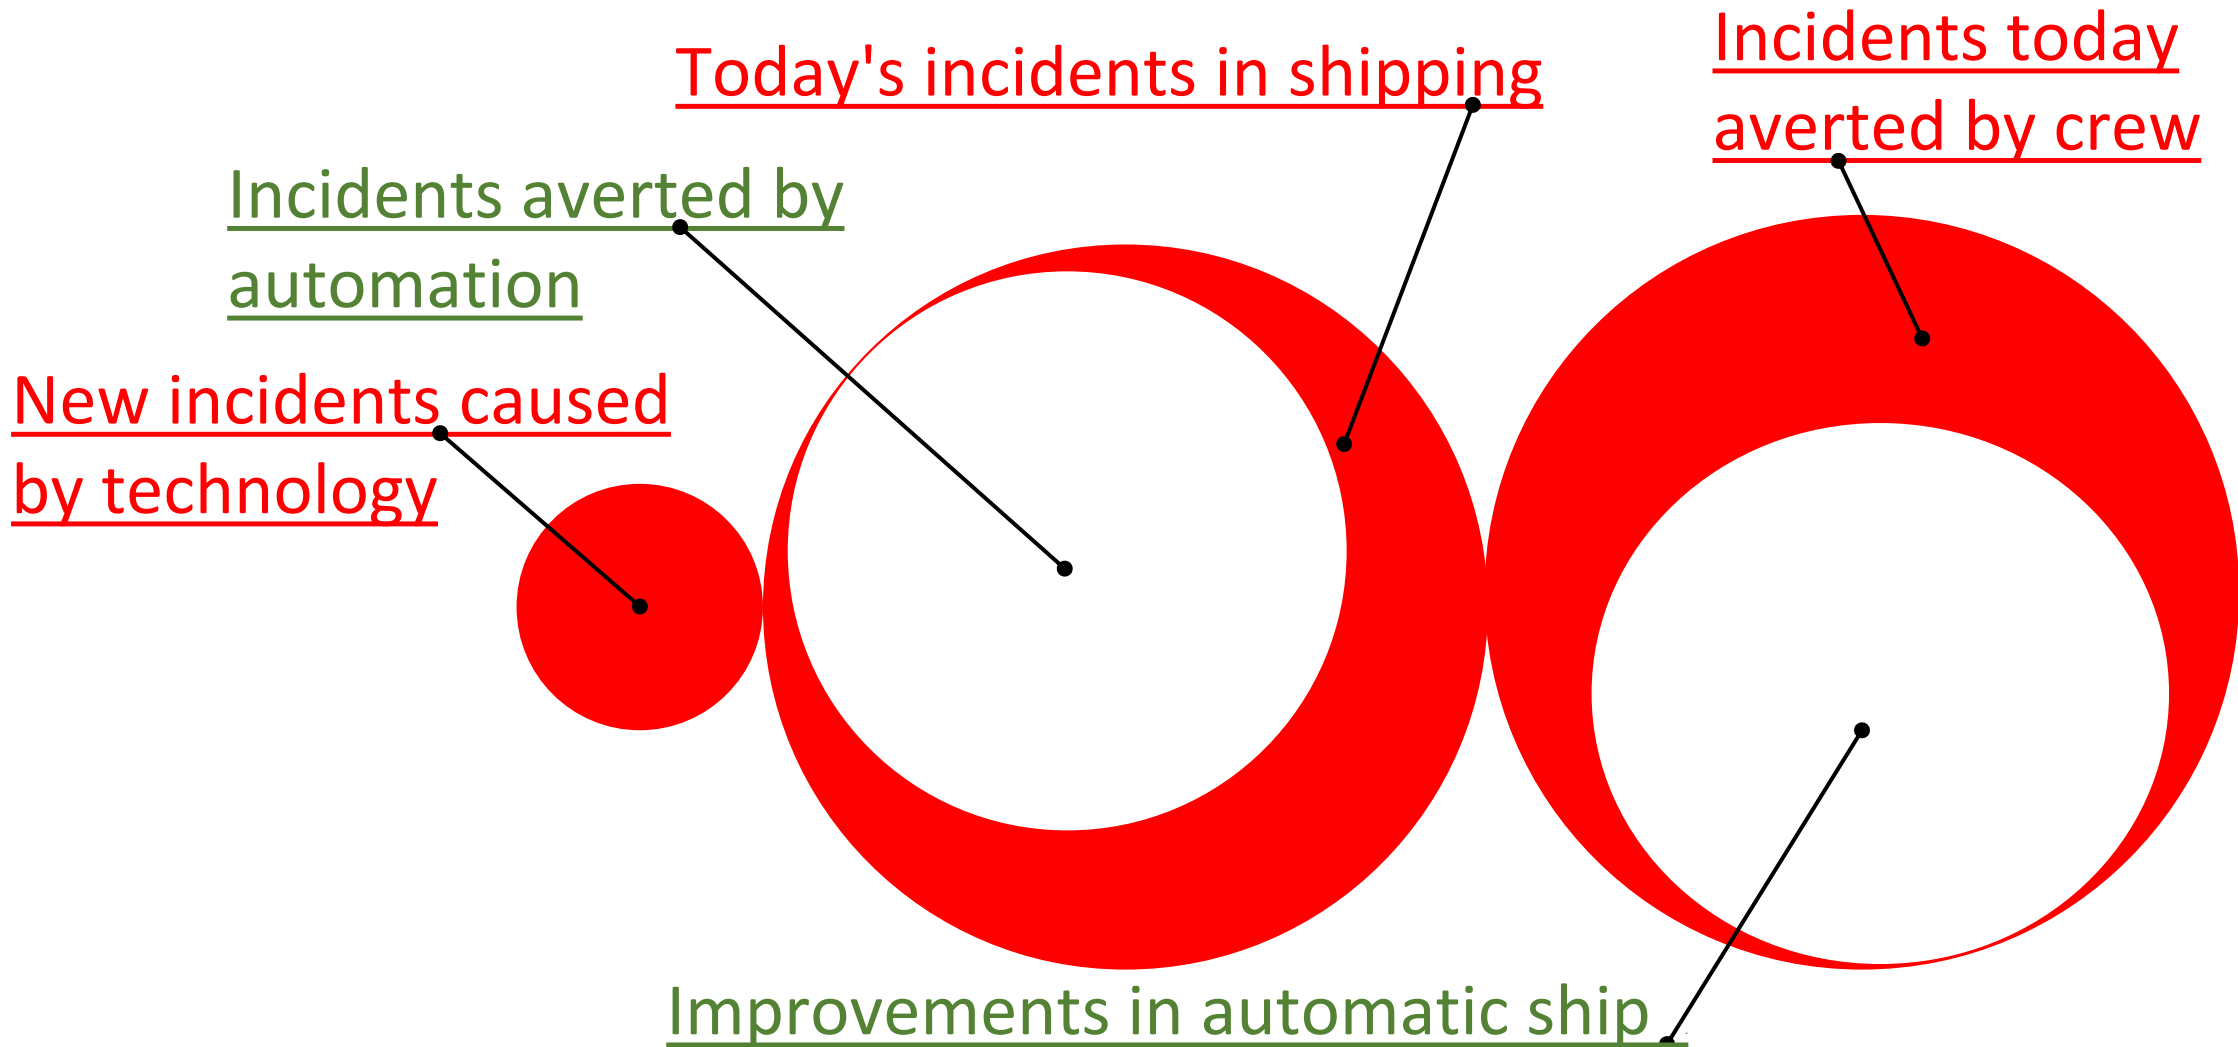 Today's incidents in shipping
Incidents today
averted by crew
Incidents averted by
automation
New incidents caused
by technology
Improvements in automatic ship